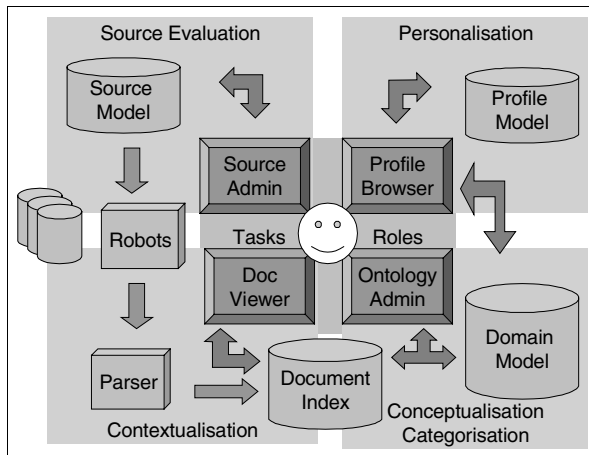 Source Evaluation
Personalisation
Source
Model
Profile
Model
Source
Admin
Profile
Browser
Robots
Tasks
Roles
Doc
Viewer
Ontology
Admin
Domain
Model
Parser
Document
Index
Contextualisation
Conceptualisation
Categorisation